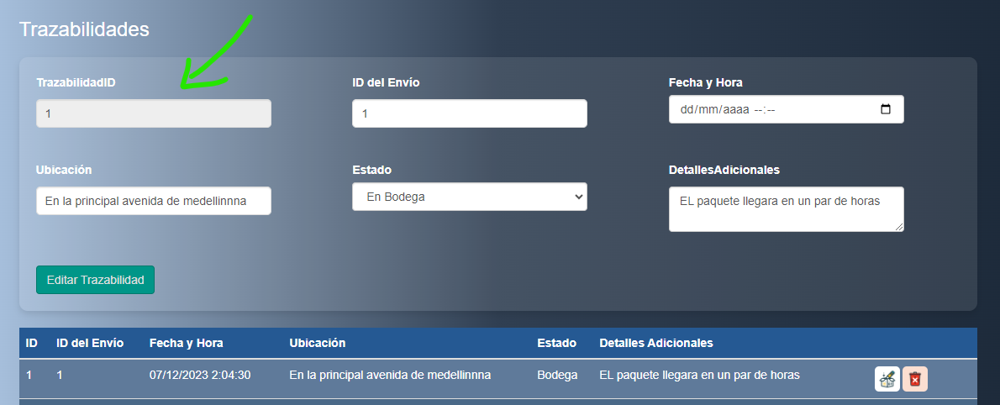 Trazabilidades
TrazabilidadID ID del Envío Fecha y Hora
1 1 dd/mm/aaaa --:--
Ubicación Estado DetallesAdicionales
En la principal avenida de medellinnna En Bodega EL paquete llegara en un par de horas
Editar Trazabilidad
ID ID del Envío Fecha y Hora Ubicación Estado Detalles Adicionales
1 1 07/12/2023 2:04:30 En la principal avenida de medellinnna Bodega EL paquete llegara en un par de horas